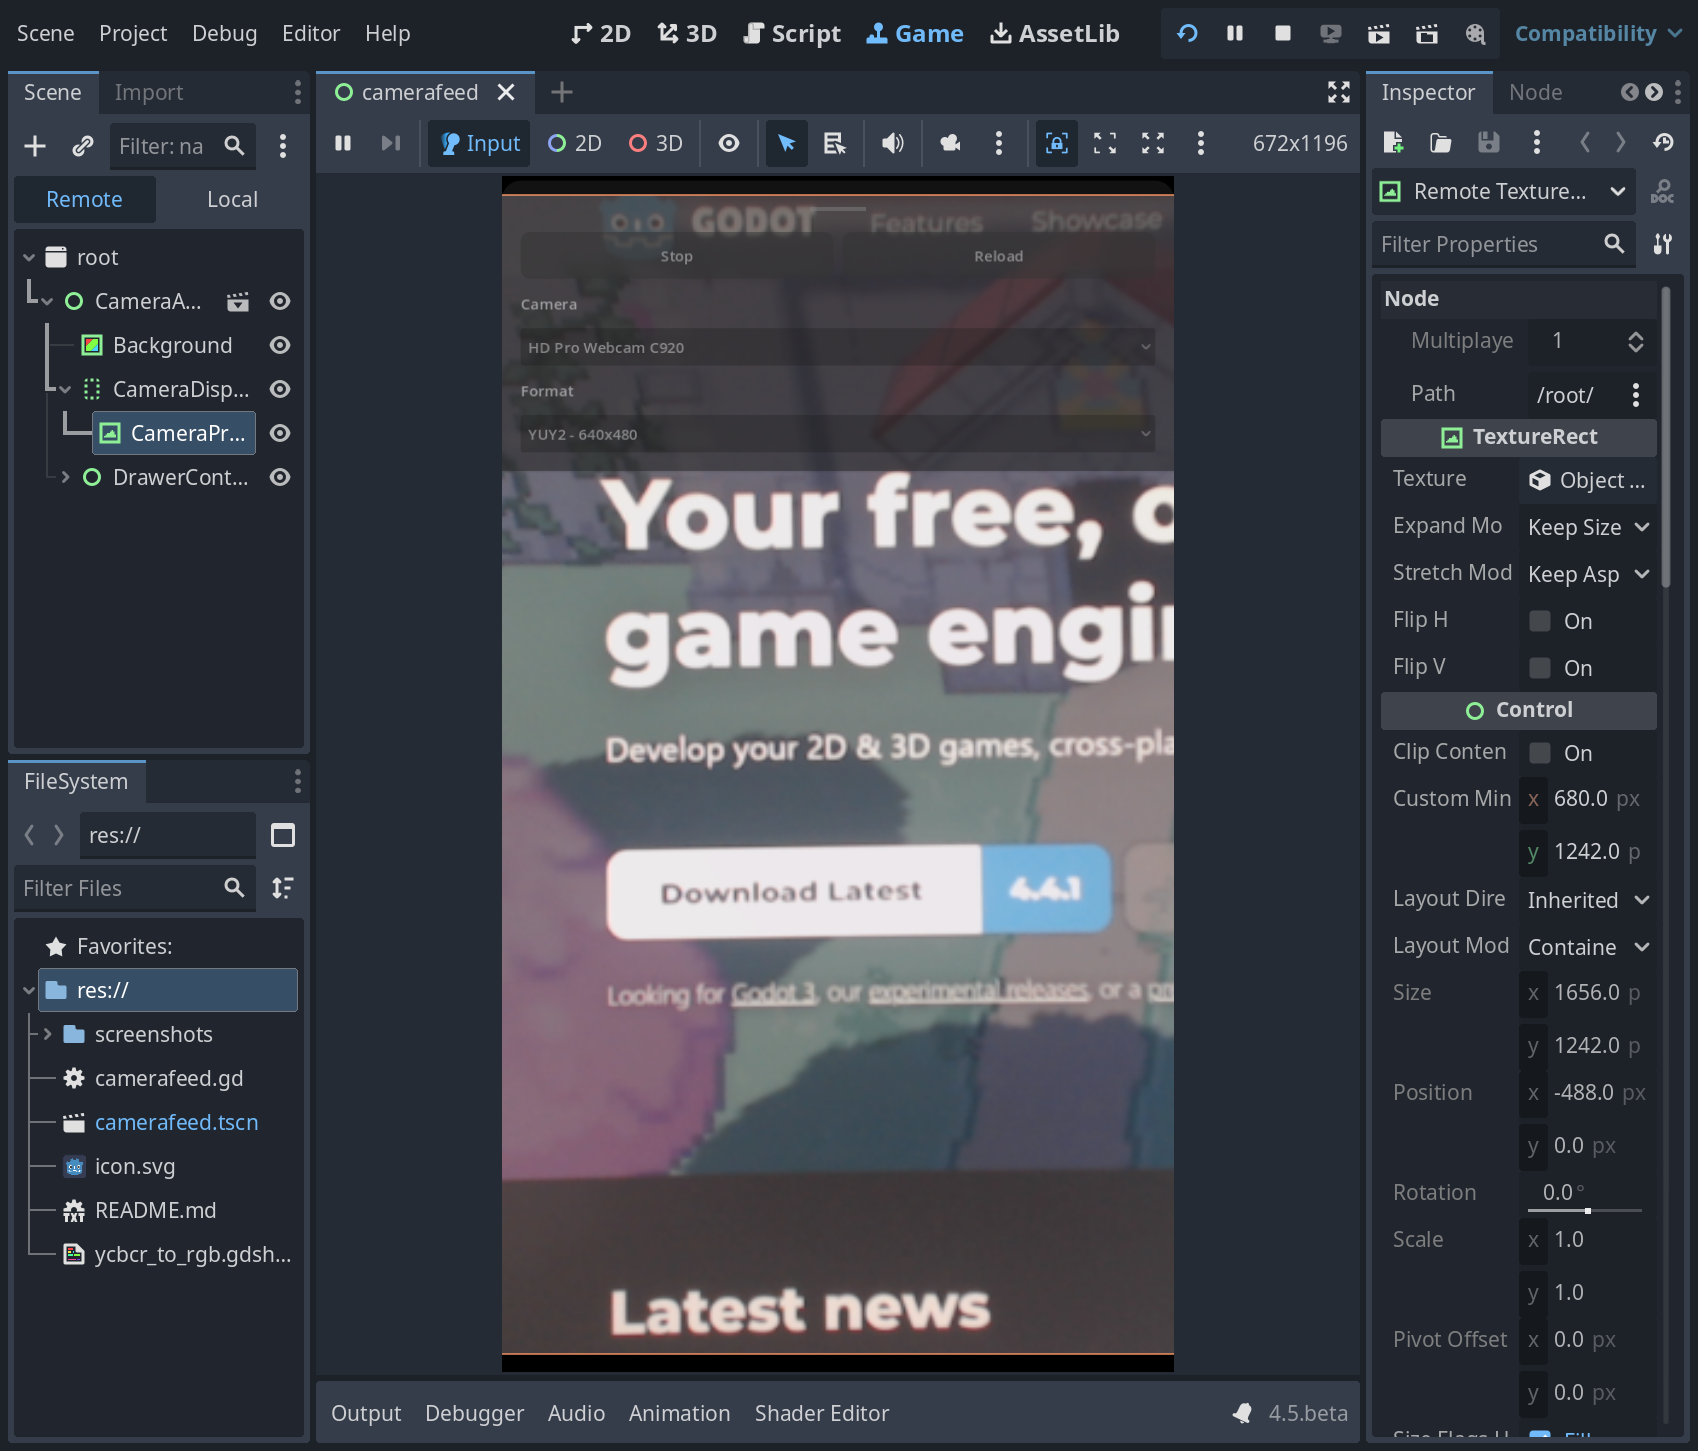 Scene Project Debug Editor Help
2D 3D Script Game AssetLib
Compatibility
Scene Import
Filter: na
Remote Local
root
CameraA...
Background
CameraDisp...
CameraPr...
DrawerCont...
FileSystem
res://
Filter Files
Favorites:
res://
screenshots
camerafeed.gd
camerafeed.tscn
icon.svg
README.md
ycbcr_to_rgb.gdsh...
camerafeed
Input 2D 3D 672x1196
GODOT Features Showcase
Stop Reload
Camera
HD Pro Webcam C920
Format
YUY2 - 640x480
Your free, o
game engi
Develop your 2D & 3D games, cross-pla
Download Latest 4.4.1
Looking for Godot 3, our experimental releases, or a pr
Latest news
Output Debugger Audio Animation Shader Editor 4.5.beta
Inspector Node
Remote Texture...
DOC
Filter Properties
Node
Multiplaye 1
Path /root/
TextureRect
Texture Object ...
Expand Mo Keep Size
Stretch Mod Keep Asp
Flip H On
Flip V On
Control
Clip Conten On
Custom Min x 680.0 px
y 1242.0 p
Layout Dire Inherited
Layout Mod Containe
Size x 1656.0 p
y 1242.0 p
Position x -488.0 px
y 0.0 px
Rotation 0.0 °
Scale x 1.0
y 1.0
Pivot Offset x 0.0 px
y 0.0 px